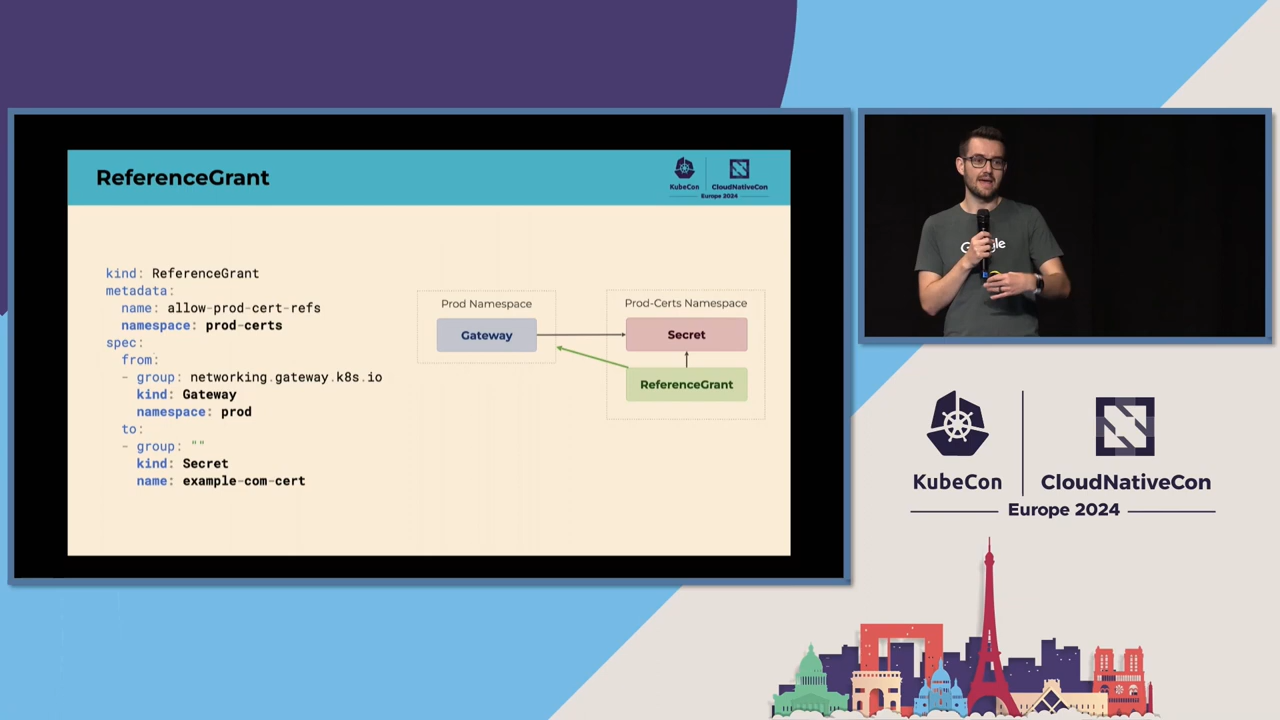 ReferenceGrant
KubeCon
CloudNativeCon
Europe 2024
kind: ReferenceGrant
metadata:
name: allow-prod-cert-refs
namespace: prod-certs
spec:
from:
- group: networking.gateway.k8s.io
kind: Gateway
namespace: prod
to:
- group: ""
kind: Secret
name: example-com-cert
Prod Namespace
Gateway
Prod-Certs Namespace
Secret
ReferenceGrant
Google
KubeCon
CloudNativeCon
Europe 2024